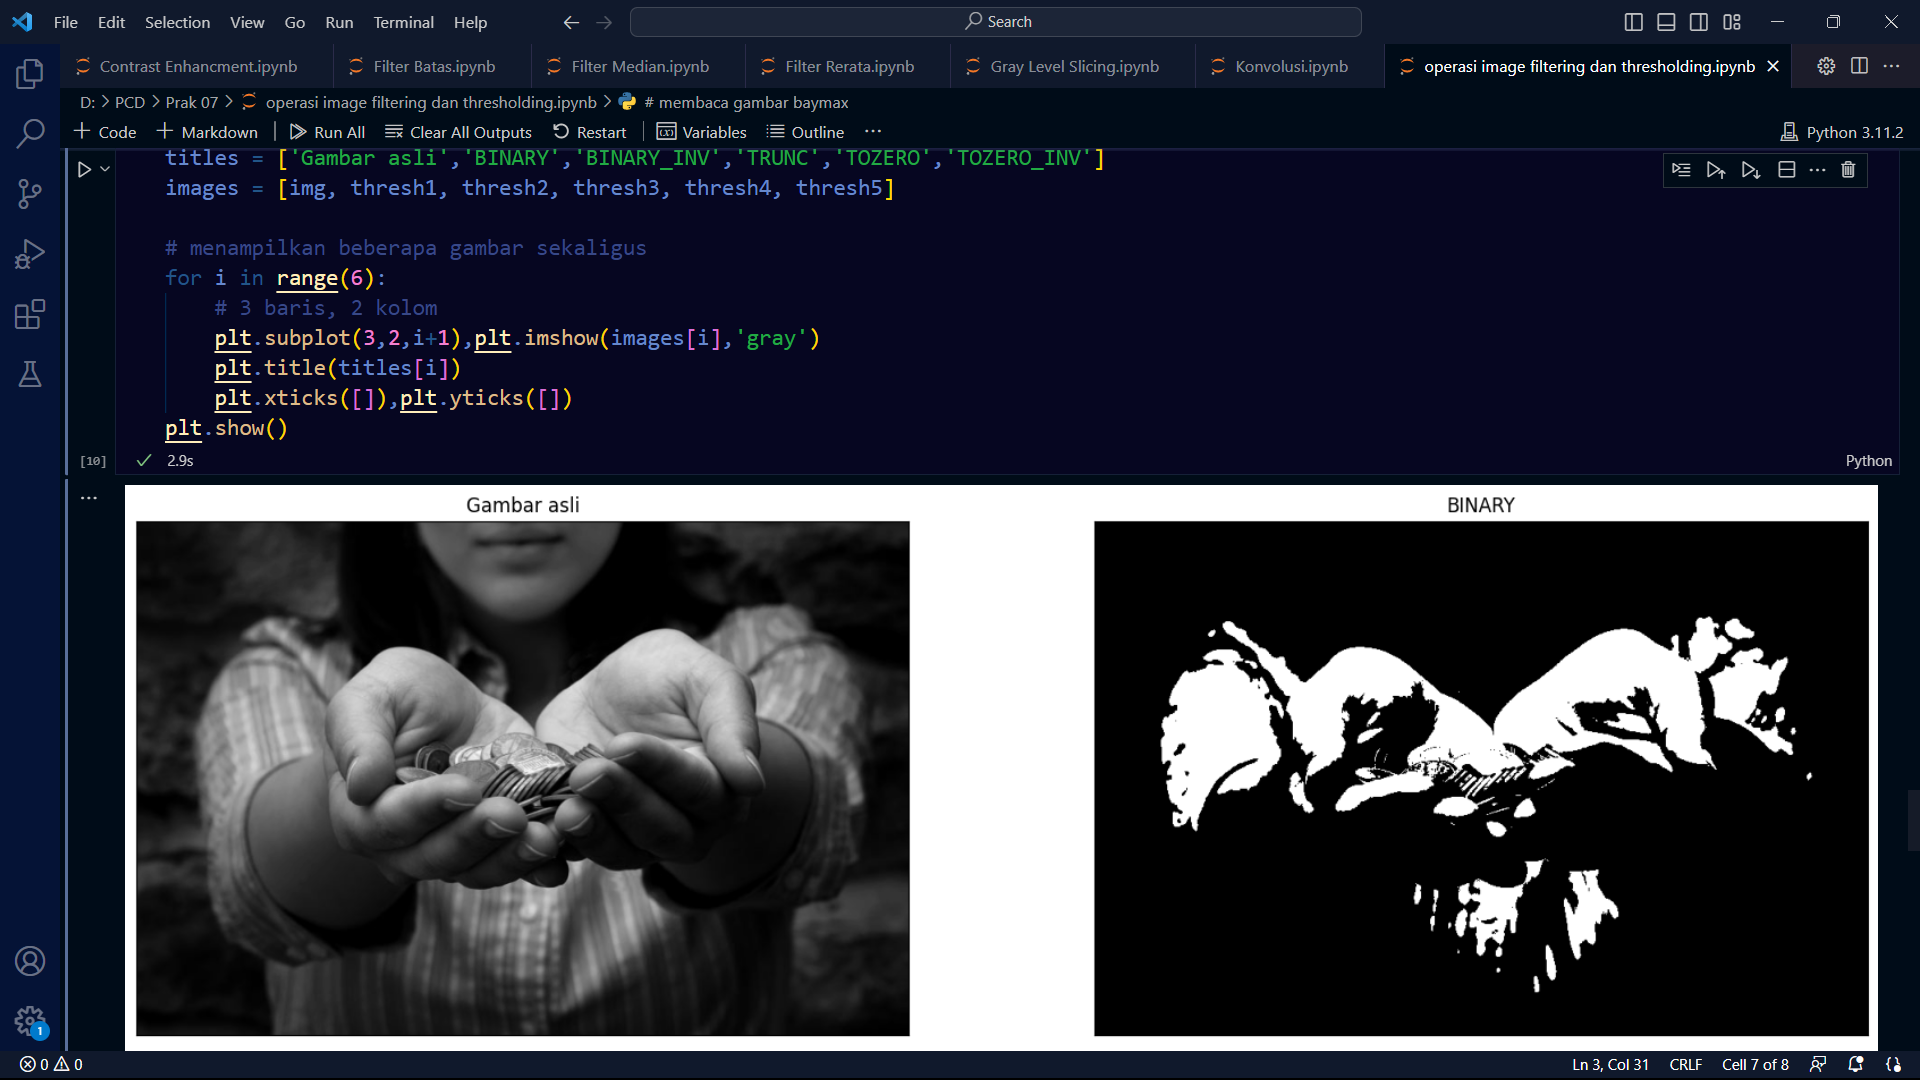 File Edit Selection View Go Run Terminal Help
Search
Contrast Enhancment.ipynb
Filter Batas.ipynb
Filter Median.ipynb
Filter Rerata.ipynb
Gray Level Slicing.ipynb
Konvolusi.ipynb
operasi image filtering dan thresholding.ipynb
D: > PCD > Prak 07 > operasi image filtering dan thresholding.ipynb > # membaca gambar baymax
+ Code + Markdown | Run All Clear All Outputs Restart | Variables Outline ...
Python 3.11.2
titles = ['Gambar asli','BINARY','BINARY_INV','TRUNC','TOZERO','TOZERO_INV']
images = [img, thresh1, thresh2, thresh3, thresh4, thresh5]
# menampilkan beberapa gambar sekaligus
for i in range(6):
# 3 baris, 2 kolom
plt.subplot(3,2,i+1),plt.imshow(images[i],'gray')
plt.title(titles[i])
plt.xticks([]),plt.yticks([])
plt.show()
[10] 2.9s
Python
Gambar asli
BINARY
1
0 0
Ln 3, Col 31 CRLF Cell 7 of 8